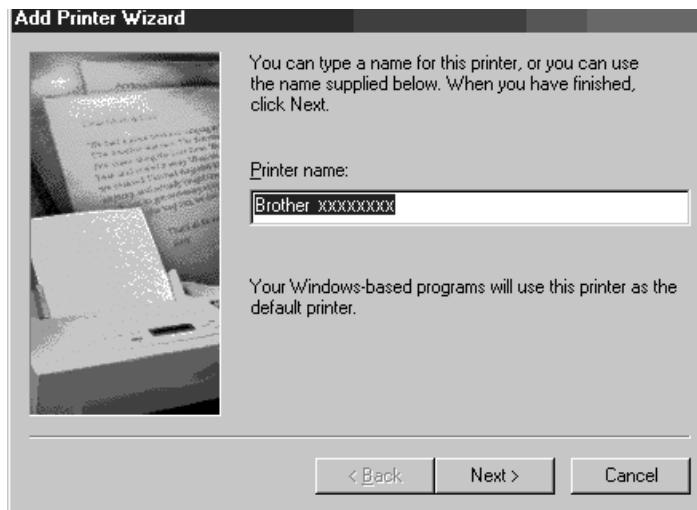 Add Printer Wizard
You can type a name for this printer, or you can use
the name supplied below. When you have finished,
click Next.
Printer name:
Brother xxxxxxxx
Your Windows-based programs will use this printer as the
default printer.
< Back
Next >
Cancel